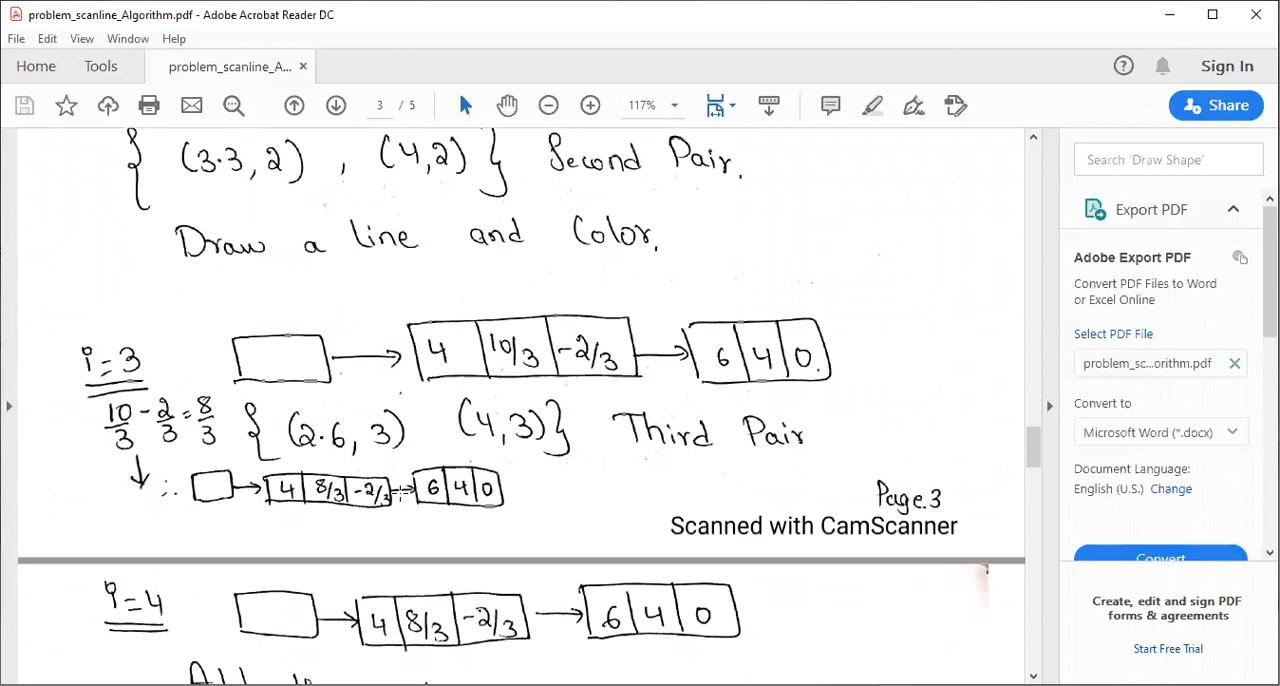 problem_scanline_Algorithm.pdf - Adobe Acrobat Reader DC
File Edit View Window Help
Home Tools problem_scanline_A... × Sign In
3 / 5 117% Share
{ (3.3, 2) , (4,2) } Second Pair.
Draw a line and Color.
i=3 4 10/3 -2/3 6 4 0
10/3 - 2/3 = 8/3 { (2.6, 3) (4,3) } Third Pair
∴ 4 8/3 -2/3 6 4 0
Page.3
Scanned with CamScanner
i=4 4 8/3 -2/3 6 4 0
Search 'Draw Shape'
Export PDF
Adobe Export PDF
Convert PDF Files to Word
or Excel Online
Select PDF File
problem_sc...orithm.pdf
Convert to
Microsoft Word (*.docx)
Document Language:
English (U.S.) Change
Convert
Create, edit and sign PDF
forms & agreements
Start Free Trial